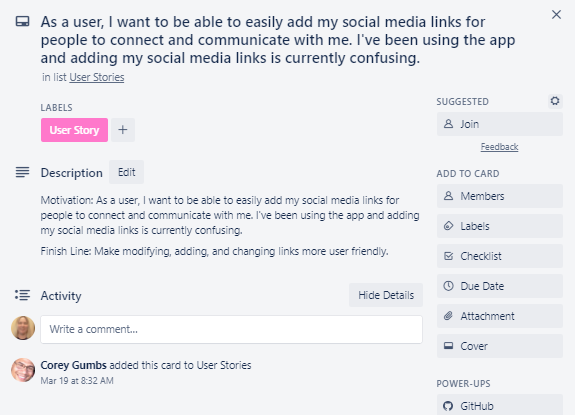 As a user, I want to be able to easily add my social media links for
people to connect and communicate with me. I've been using the app
and adding my social media links is currently confusing.
in list User Stories
LABELS
User Story
Description
Edit
Motivation: As a user, I want to be able to easily add my social media links for
people to connect and communicate with me. I've been using the app and adding
my social media links is currently confusing.
Finish Line: Make modifying, adding, and changing links more user friendly.
Activity
Hide Details
Write a comment...
Corey Gumbs added this card to User Stories
Mar 19 at 8:32 AM
SUGGESTED
Join
Feedback
ADD TO CARD
Members
Labels
Checklist
Due Date
Attachment
Cover
POWER-UPS
GitHub